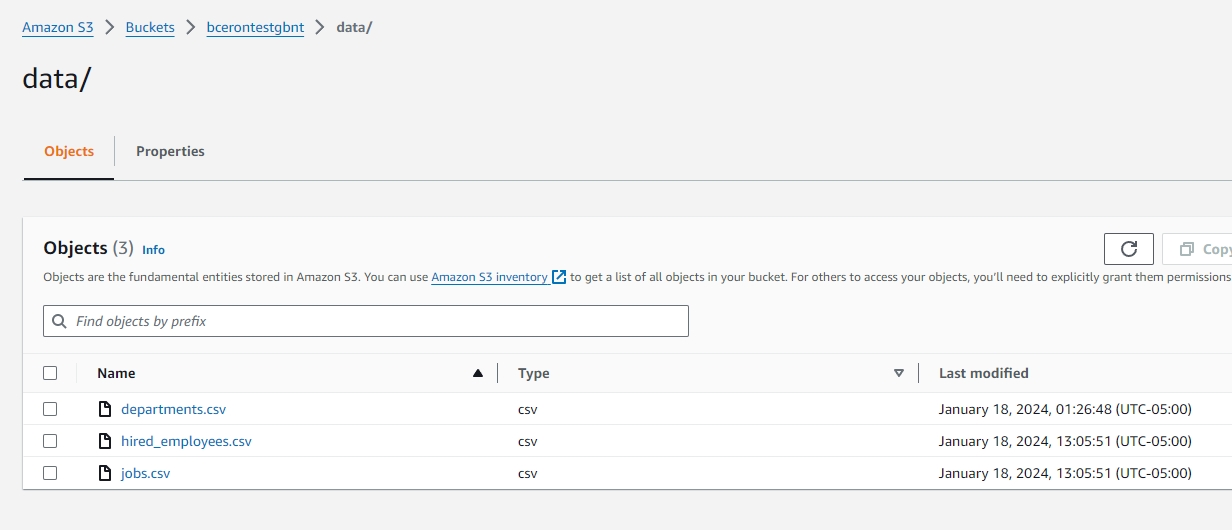 Amazon S3 > Buckets > bcerontestgbnt > data/
data/
Objects Properties
Objects (3) Info
Copy
Objects are the fundamental entities stored in Amazon S3. You can use Amazon S3 inventory to get a list of all objects in your bucket. For others to access your objects, you'll need to explicitly grant them permissions
Find objects by prefix
Name Type Last modified
departments.csv csv January 18, 2024, 01:26:48 (UTC-05:00)
hired_employees.csv csv January 18, 2024, 13:05:51 (UTC-05:00)
jobs.csv csv January 18, 2024, 13:05:51 (UTC-05:00)